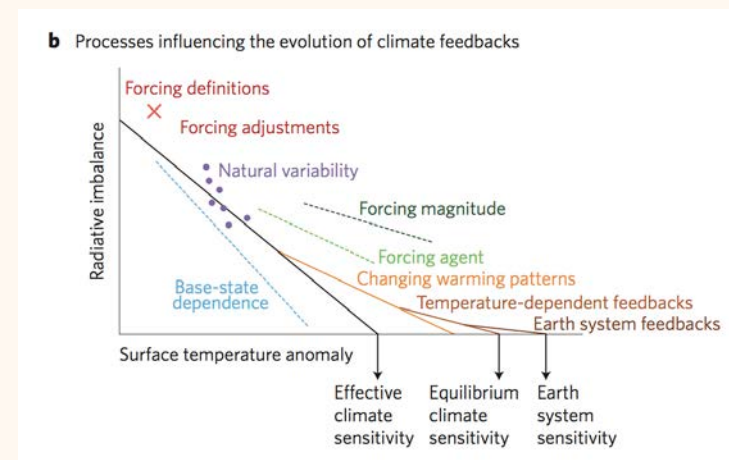 b Processes influencing the evolution of climate feedbacks
Forcing definitions
Forcing adjustments
Natural variability
Forcing magnitude
Forcing agent
Changing warming patterns
Temperature-dependent feedbacks
Earth system feedbacks
Base-state
dependence
Radiative imbalance
Surface temperature anomaly
Effective
climate
sensitivity
Equilibrium
climate
sensitivity
Earth
system
sensitivity